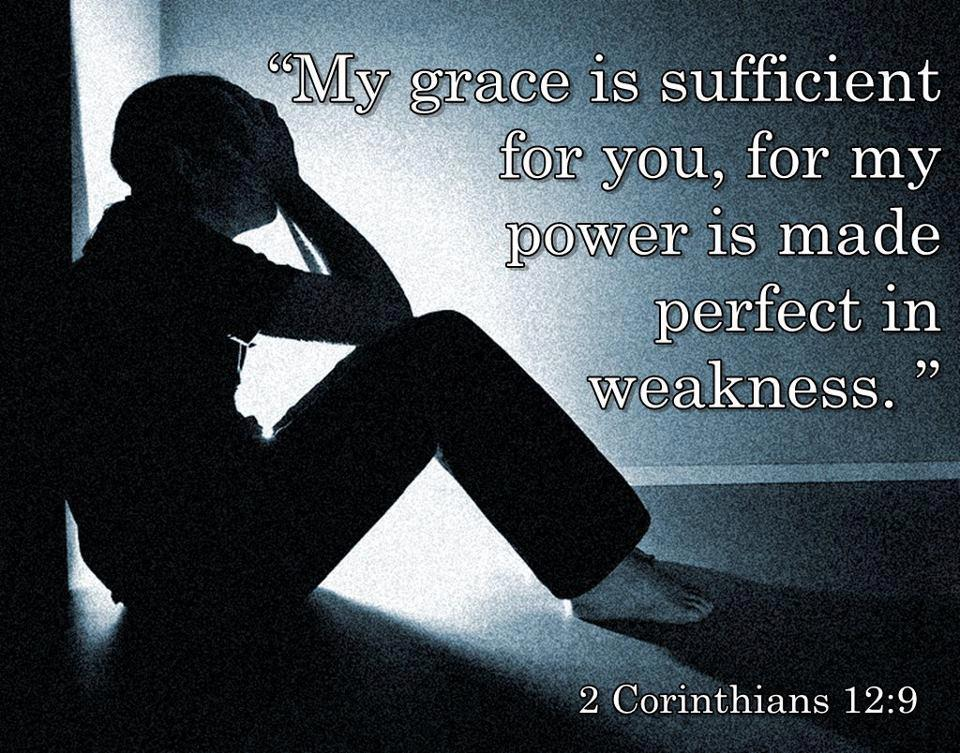 “My grace is sufficient
for you, for my
power is made
perfect in
weakness. ”
2 Corinthians 12:9